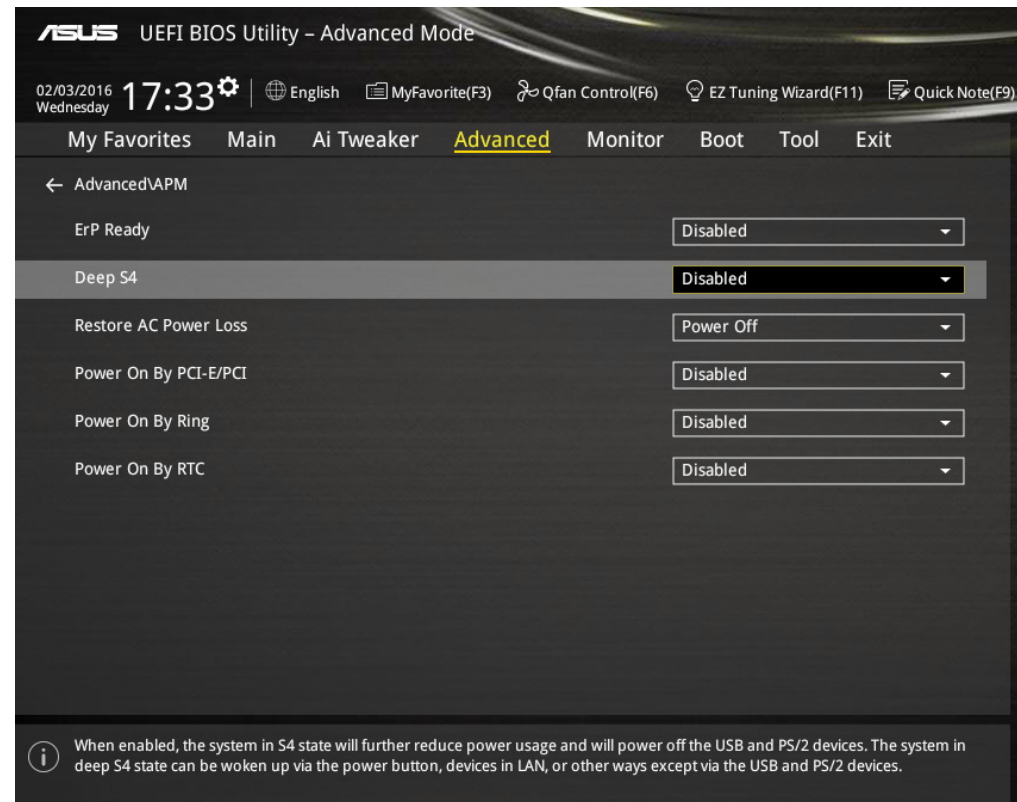 ASUS UEFI BIOS Utility – Advanced Mode
02/03/2016 Wednesday 17:33 English MyFavorite(F3) Qfan Control(F6) EZ Tuning Wizard(F11) Quick Note(F9)
My Favorites Main Ai Tweaker Advanced Monitor Boot Tool Exit
← Advanced\APM
ErP Ready Disabled
Deep S4 Disabled
Restore AC Power Loss Power Off
Power On By PCI-E/PCI Disabled
Power On By Ring Disabled
Power On By RTC Disabled
When enabled, the system in S4 state will further reduce power usage and will power off the USB and PS/2 devices. The system in
deep S4 state can be woken up via the power button, devices in LAN, or other ways except via the USB and PS/2 devices.